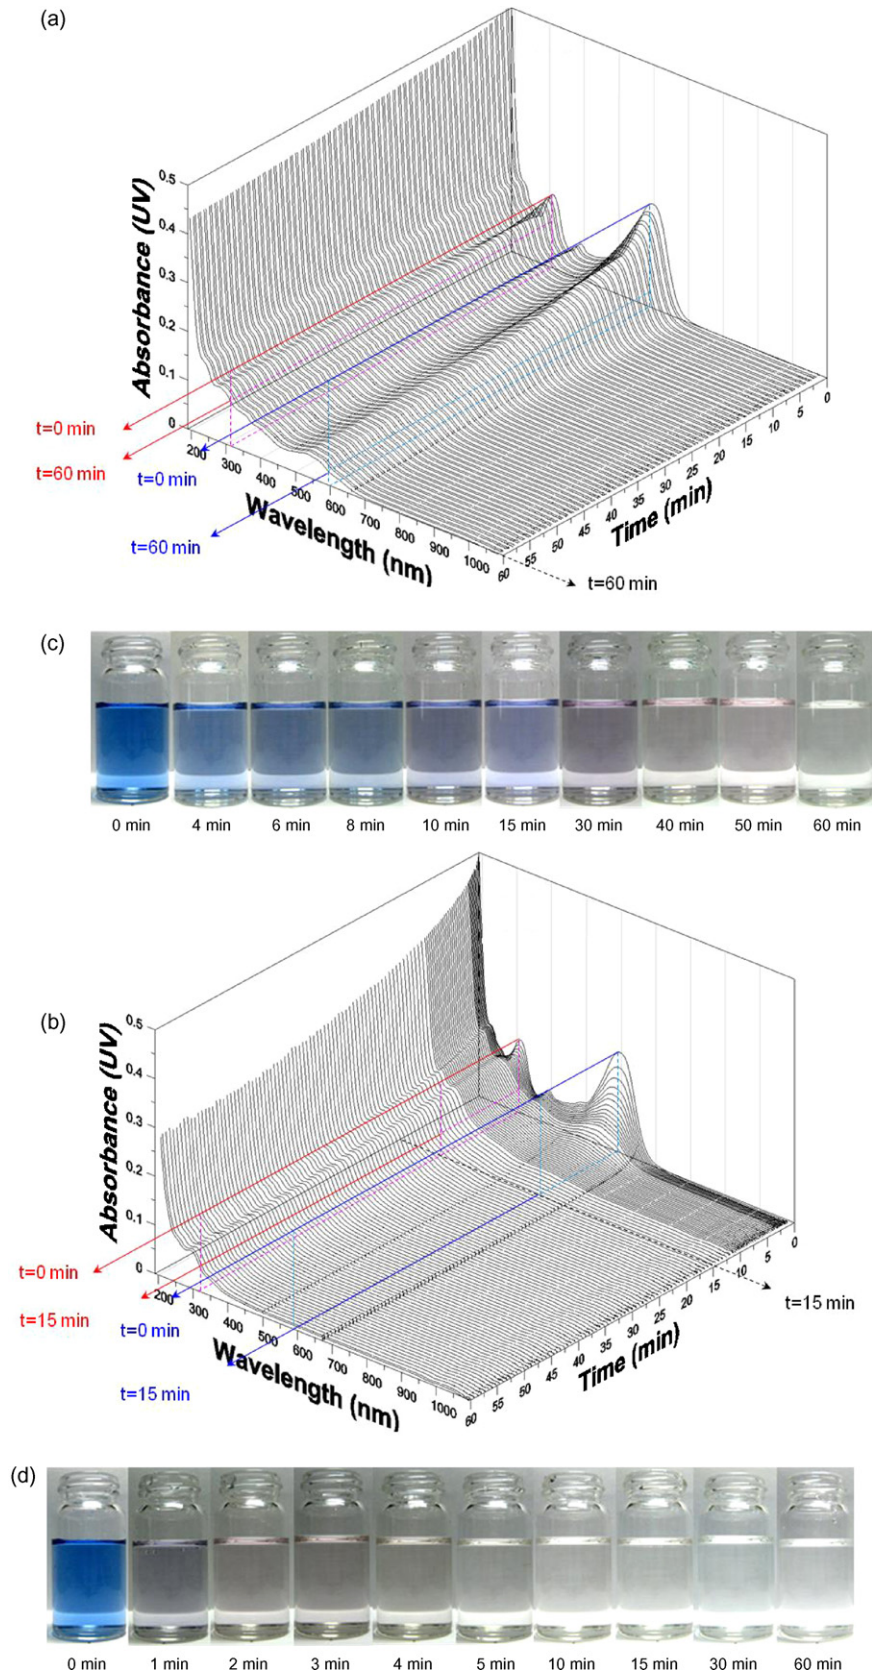 (a)
Absorbance (UV)
0.5
0.4
0.3
0.2
0.1
0
200
300
400
500
600
700
800
900
1000
Wavelength (nm)
0
5
10
15
20
25
30
35
40
45
50
55
60
Time (min)
t=0 min
t=60 min
t=0 min
t=60 min
t=60 min
(c)
0 min 4 min 6 min 8 min 10 min 15 min 30 min 40 min 50 min 60 min
(b)
Absorbance (UV)
0.5
0.4
0.3
0.2
0.1
0
200
300
400
500
600
700
800
900
1000
Wavelength (nm)
0
5
10
15
20
25
30
35
40
45
50
55
60
Time (min)
t=0 min
t=15 min
t=0 min
t=15 min
t=15 min
(d)
0 min 1 min 2 min 3 min 4 min 5 min 10 min 15 min 30 min 60 min